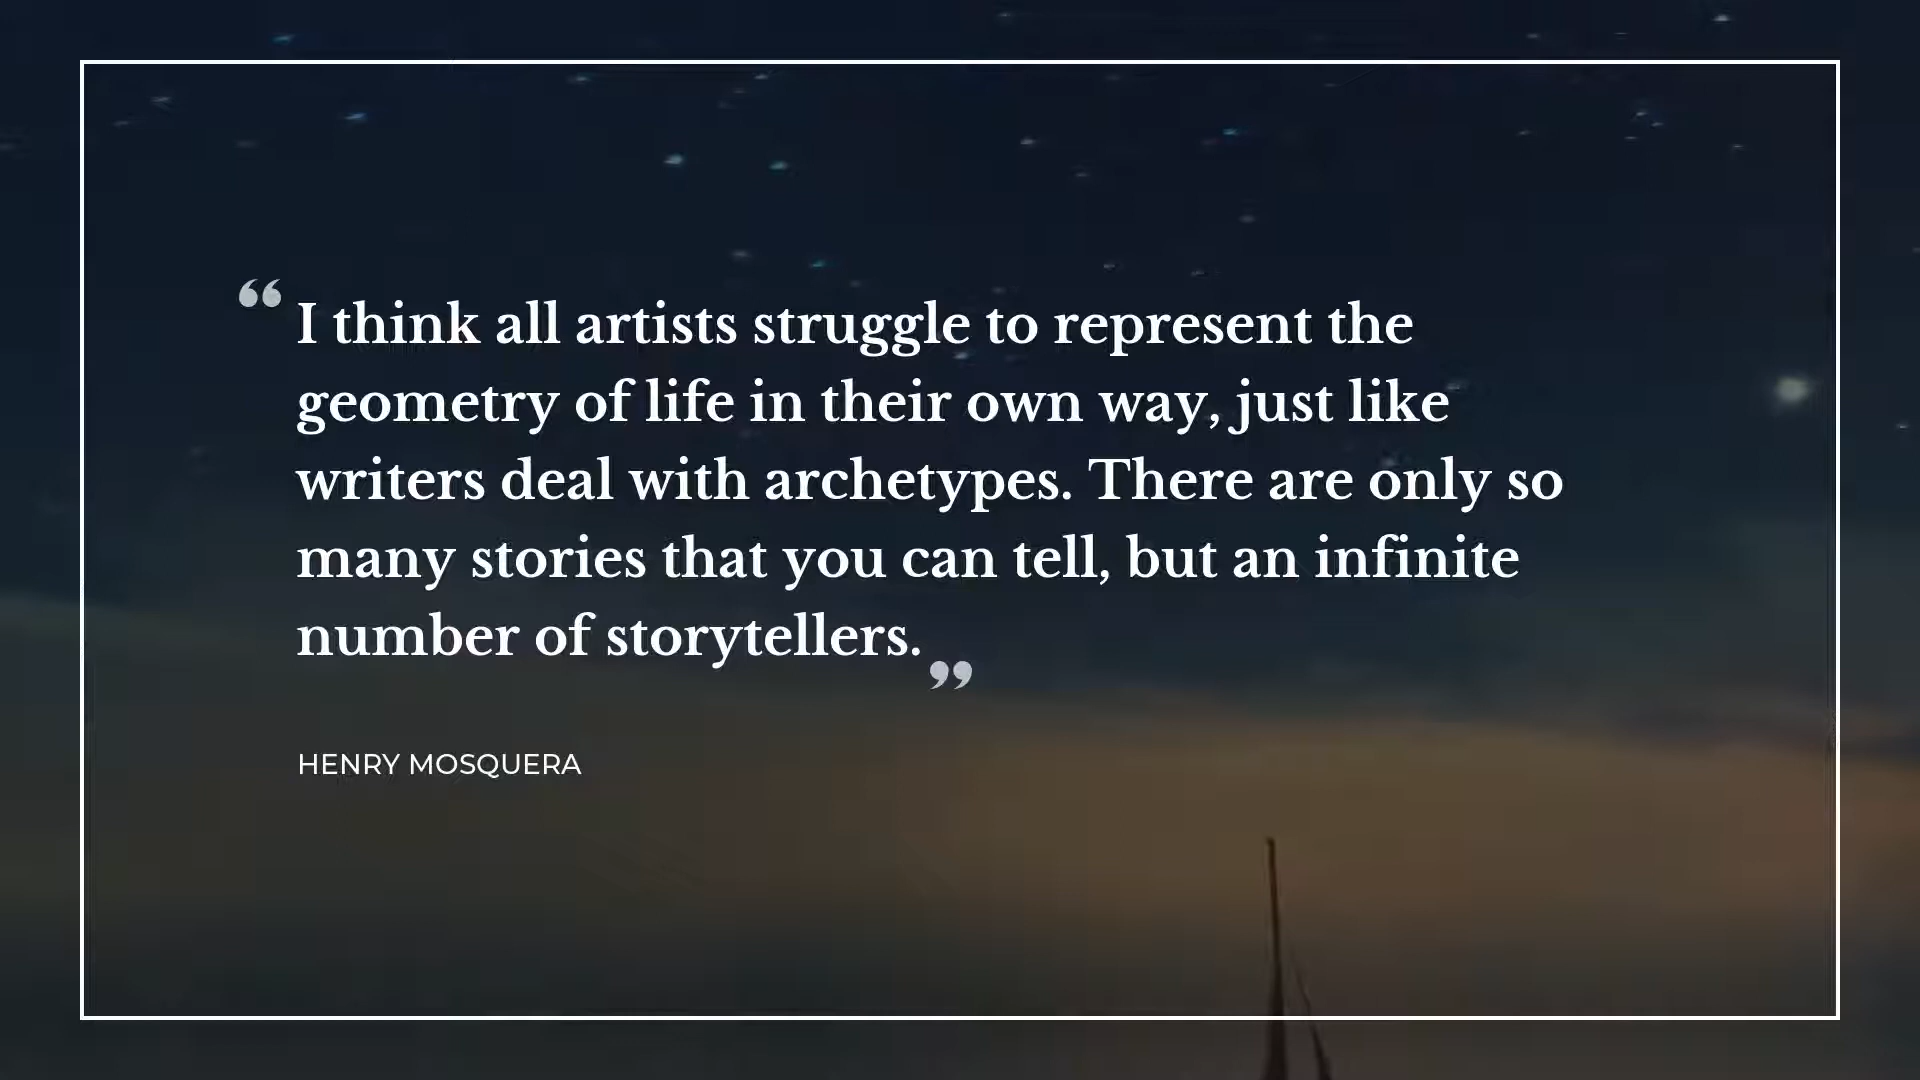 “I think all artists struggle to represent the
geometry of life in their own way, just like
writers deal with archetypes. There are only so
many stories that you can tell, but an infinite
number of storytellers.”
HENRY MOSQUERA